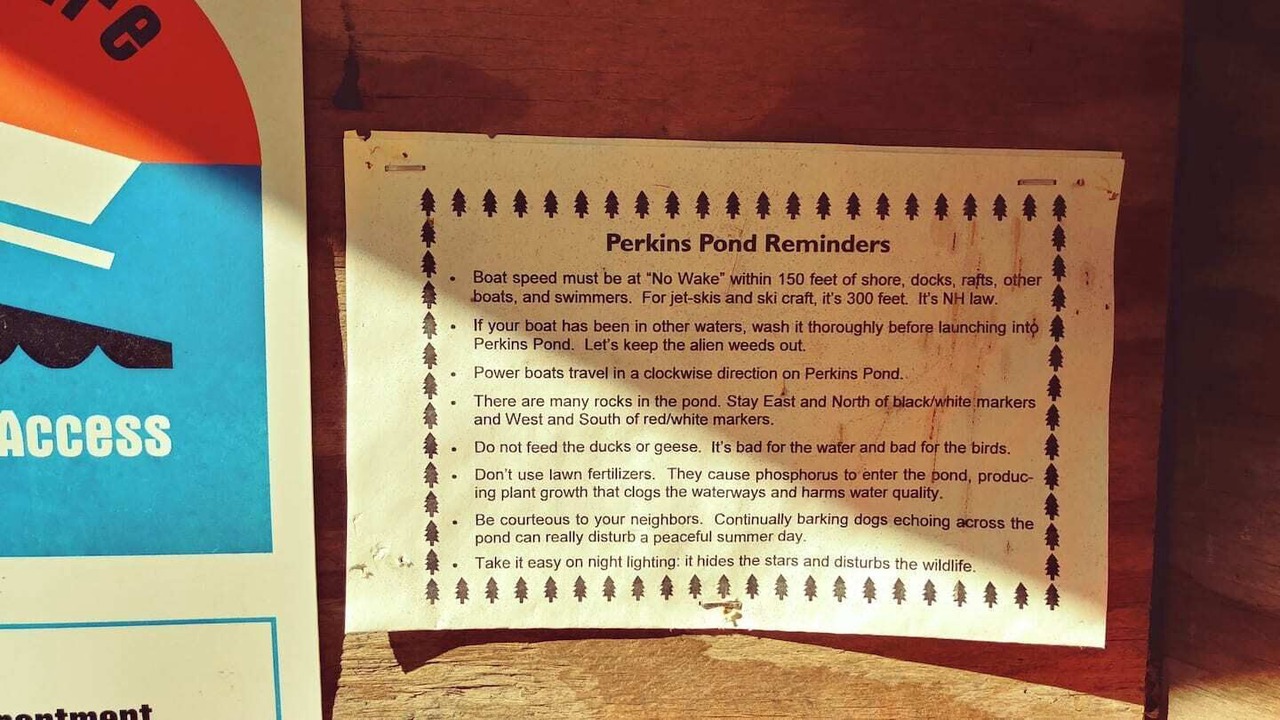 Access
Perkins Pond Reminders
• Boat speed must be at “No Wake” within 150 feet of shore, docks, rafts, other
boats, and swimmers. For jet-skis and ski craft, it’s 300 feet. It’s NH law.
• If your boat has been in other waters, wash it thoroughly before launching into
Perkins Pond. Let’s keep the alien weeds out.
• Power boats travel in a clockwise direction on Perkins Pond.
• There are many rocks in the pond. Stay East and North of black/white markers
and West and South of red/white markers.
• Do not feed the ducks or geese. It’s bad for the water and bad for the birds.
• Don’t use lawn fertilizers. They cause phosphorus to enter the pond, produc-
ing plant growth that clogs the waterways and harms water quality.
• Be courteous to your neighbors. Continually barking dogs echoing across the
pond can really disturb a peaceful summer day.
• Take it easy on night lighting: it hides the stars and disturbs the wildlife.